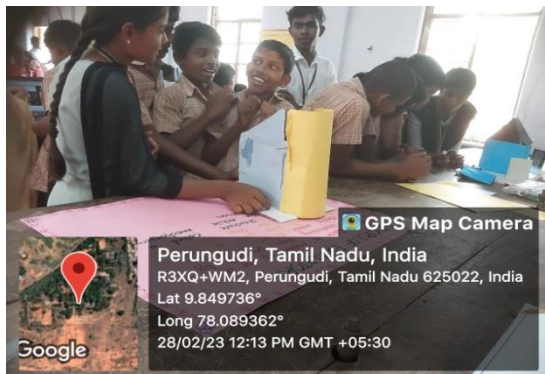 GPS Map Camera
Perungudi, Tamil Nadu, India
R3XQ+WM2, Perungudi, Tamil Nadu 625022, India
Lat 9.849736°
Long 78.089362°
28/02/23 12:13 PM GMT +05:30
Google